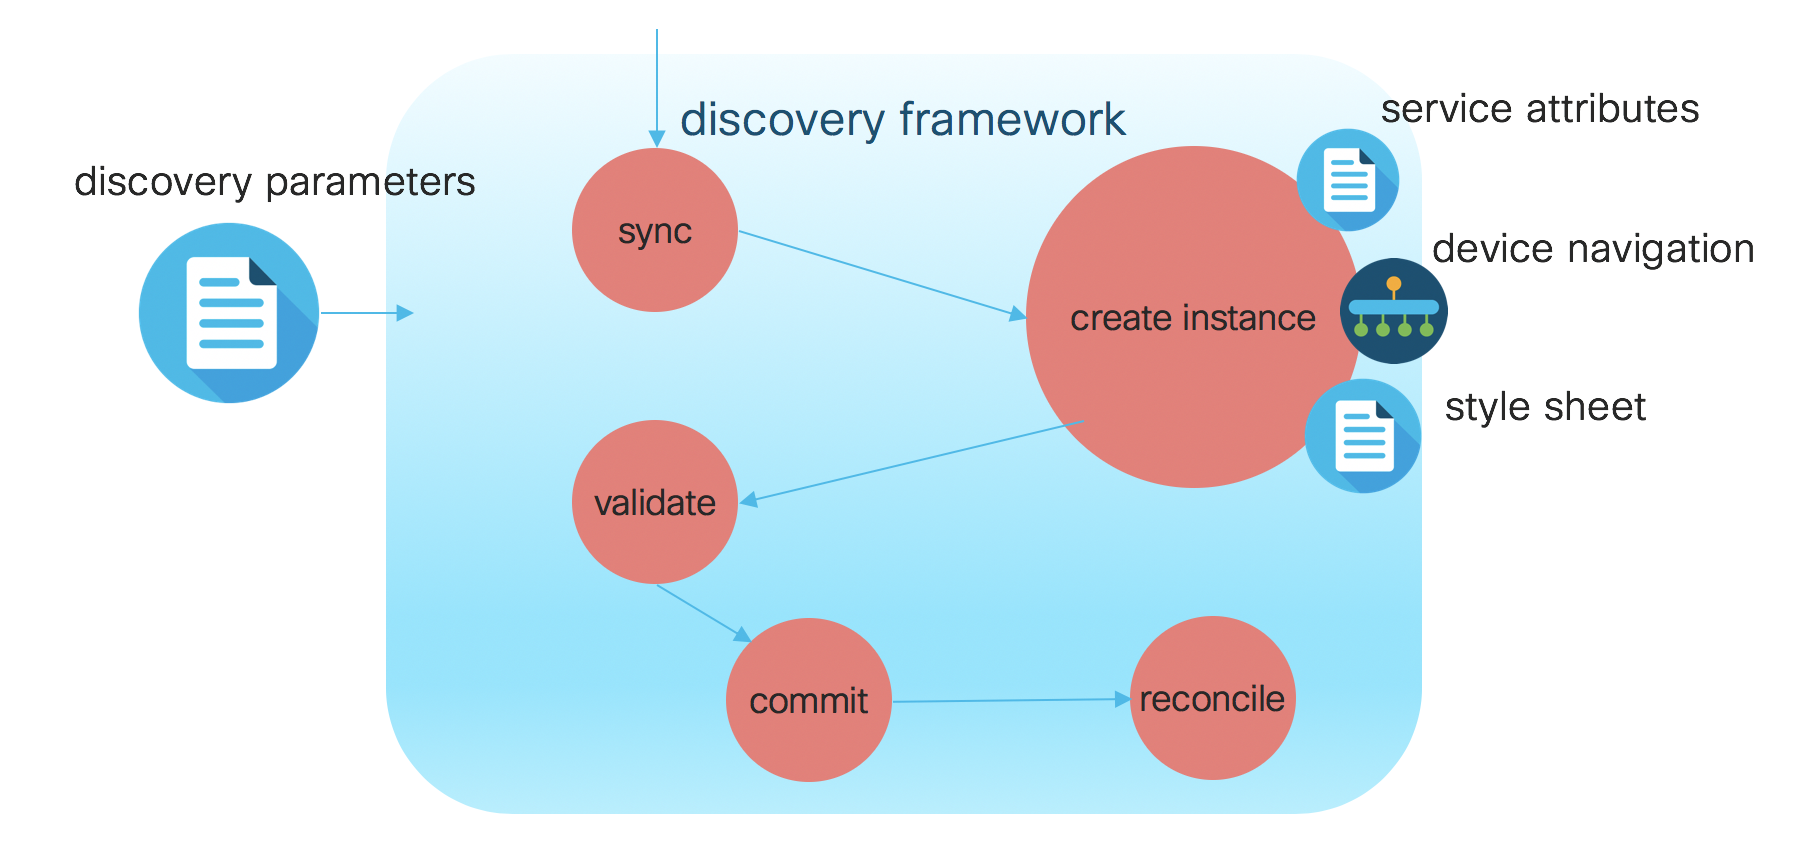 discovery framework
service attributes
discovery parameters
sync
device navigation
create instance
style sheet
validate
commit
reconcile